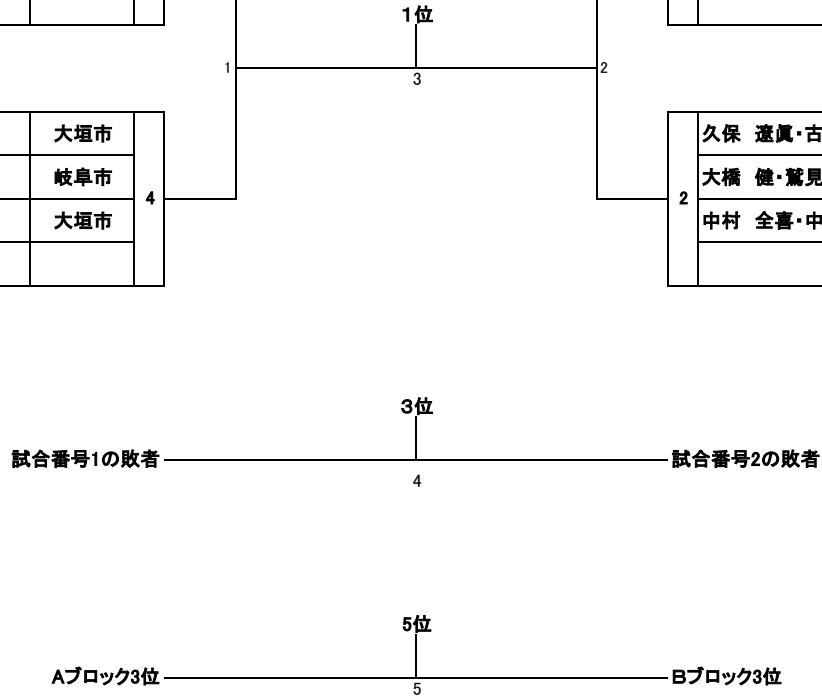 1位
1
2
3
大垣市
岐阜市
4
大垣市
久保 遼眞・古
大橋 健・鷲見
2
中村 全喜・中
3位
試合番号1の敗者
試合番号2の敗者
4
5位
Aブロック3位
Bブロック3位
5